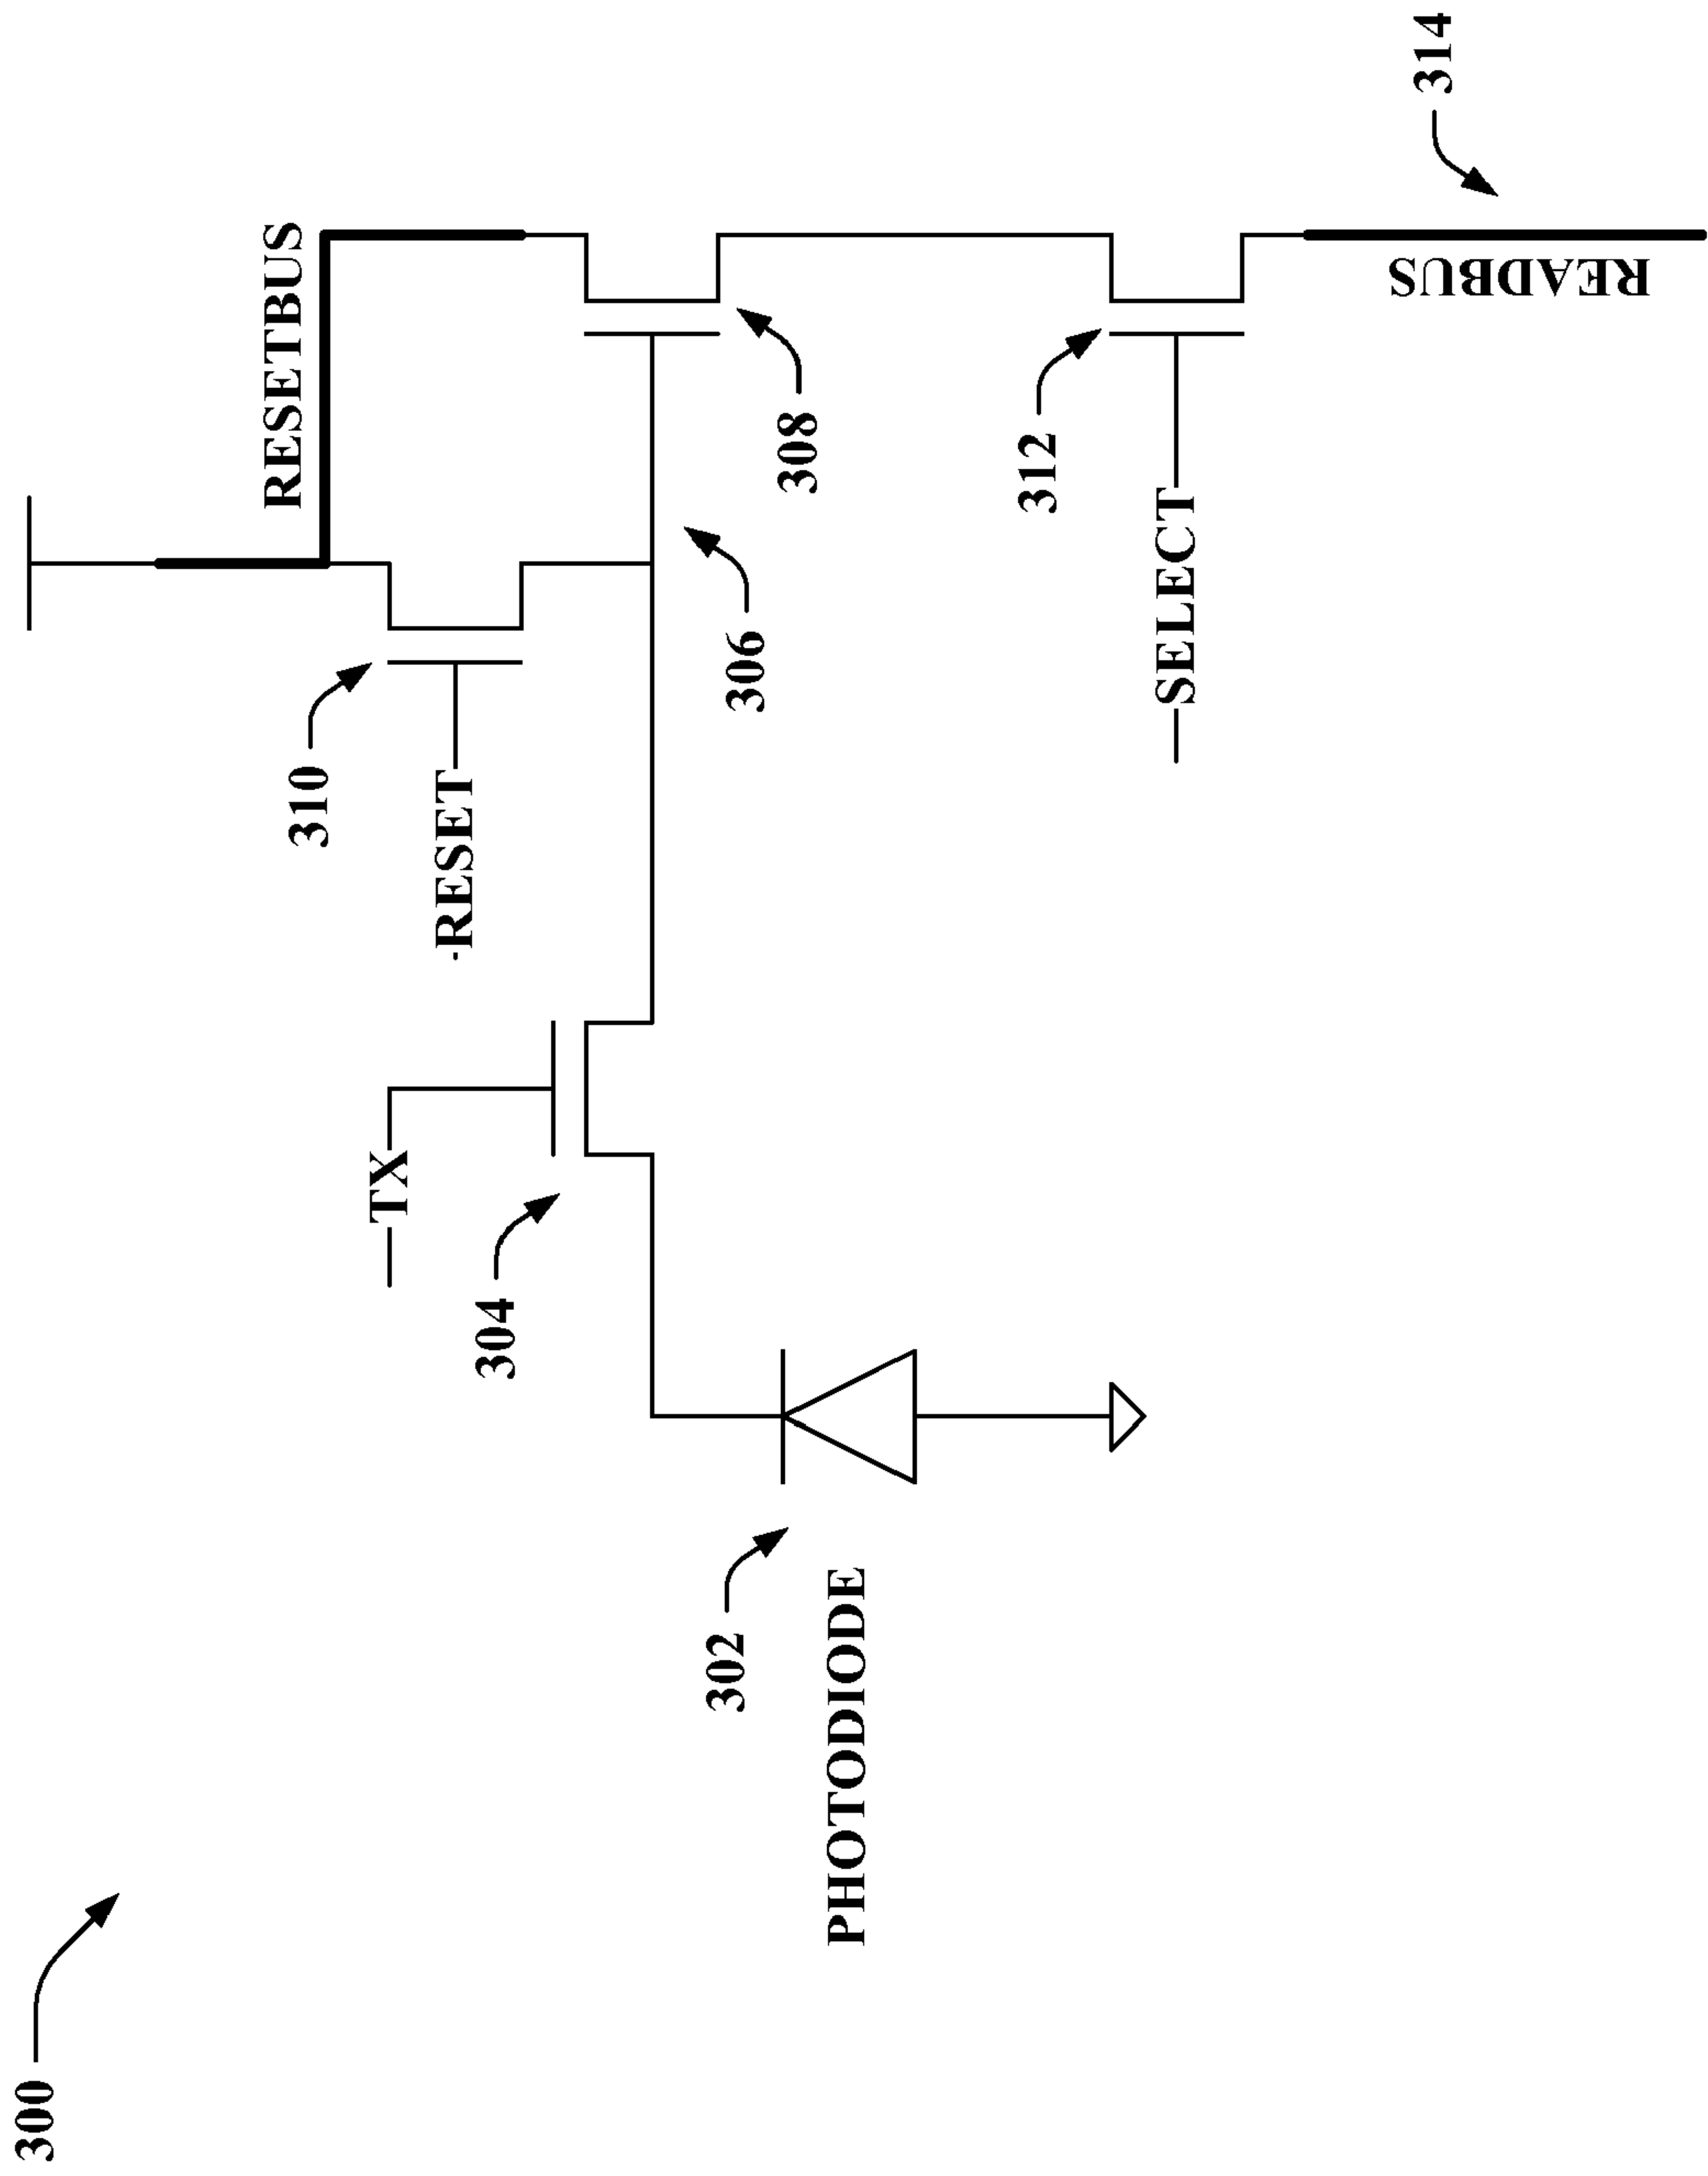 300
302
PHOTODIODE
304
TX
310
RESET
RESETBUS
306
308
312
SELECT
314
READBUS